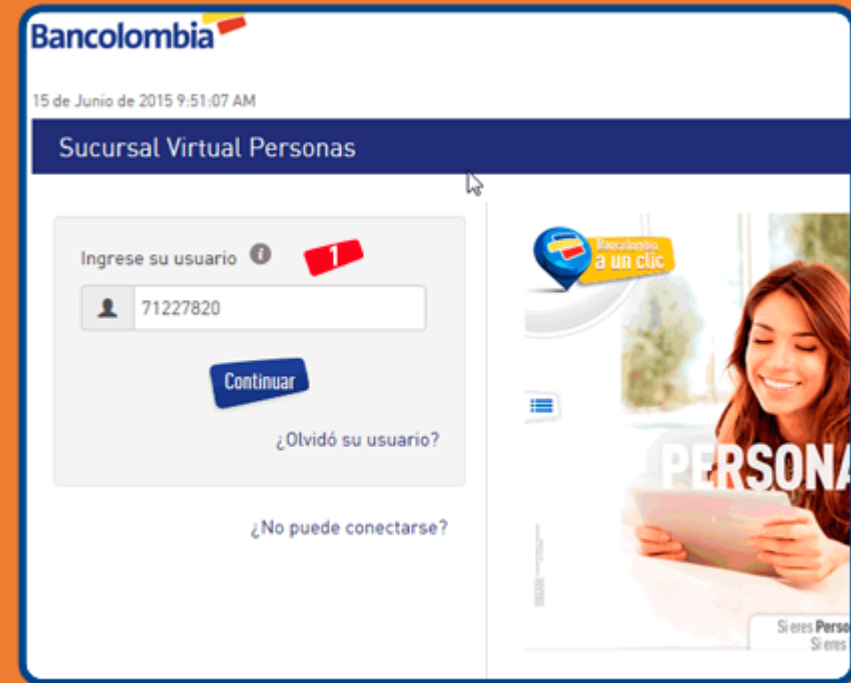 Bancolombia
15 de Junio de 2015 9:51:07 AM
Sucursal Virtual Personas
Ingrese su usuario
1
71227820
Continuar
¿Olvidó su usuario?
¿No puede conectarse?
Bancolombia
a un clic
PERSONA
Si eres Perso
Si eres